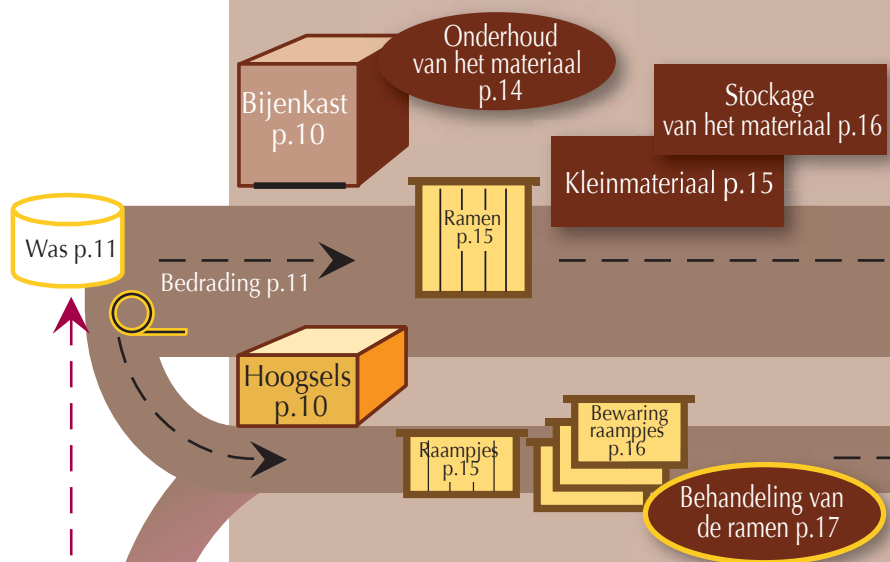 Onderhoud
van het materiaal
p.14
Bijenkast
p.10
Stockage
van het materiaal p.16
Kleinmateriaal p.15
Ramen
p.15
Was p.11
Bedrading p.11
Hoogsels
p.10
Raampjes
p.15
Bewaring
raampjes
p.16
Behandeling van
de ramen p.17